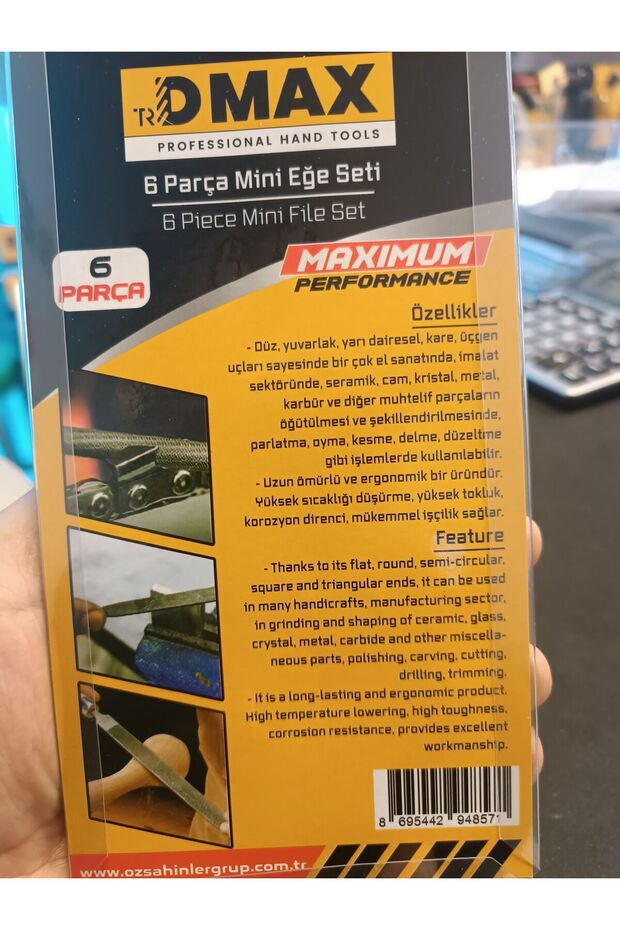 TR DMAX
PROFESSIONAL HAND TOOLS
6 Parça Mini Eğe Seti
6 Piece Mini File Set
6
PARÇA
MAXIMUM
PERFORMANCE
Özellikler
- Düz, yuvarlak, yarı dairesel, kare, üçgen
uçları sayesinde bir çok el sanatında, imalat
sektöründe, seramik, cam, kristal, metal,
karbür ve diğer muhtelif parçaların
öğütülmesi ve şekillendirilmesinde,
parlatma, oyma, kesme, delme, düzeltme
gibi işlemlerde kullanılabilir.
- Uzun ömürlü ve ergonomik bir üründür.
Yüksek sıcaklığı düşürme, yüksek tokluk,
korozyon direnci, mükemmel işçilik sağlar.
Feature
- Thanks to its flat, round, semi-circular,
square and triangular ends, it can be used
in many handicrafts, manufacturing sector,
in grinding and shaping of ceramic, glass,
crystal, metal, carbide and other miscella-
neous parts, polishing, carving, cutting,
drilling, trimming.
- It is a long-lasting and ergonomic product.
High temperature lowering, high toughness,
corrosion resistance, provides excellent
workmanship.
8 695442 948571
www.ozsahinlergrup.com.tr